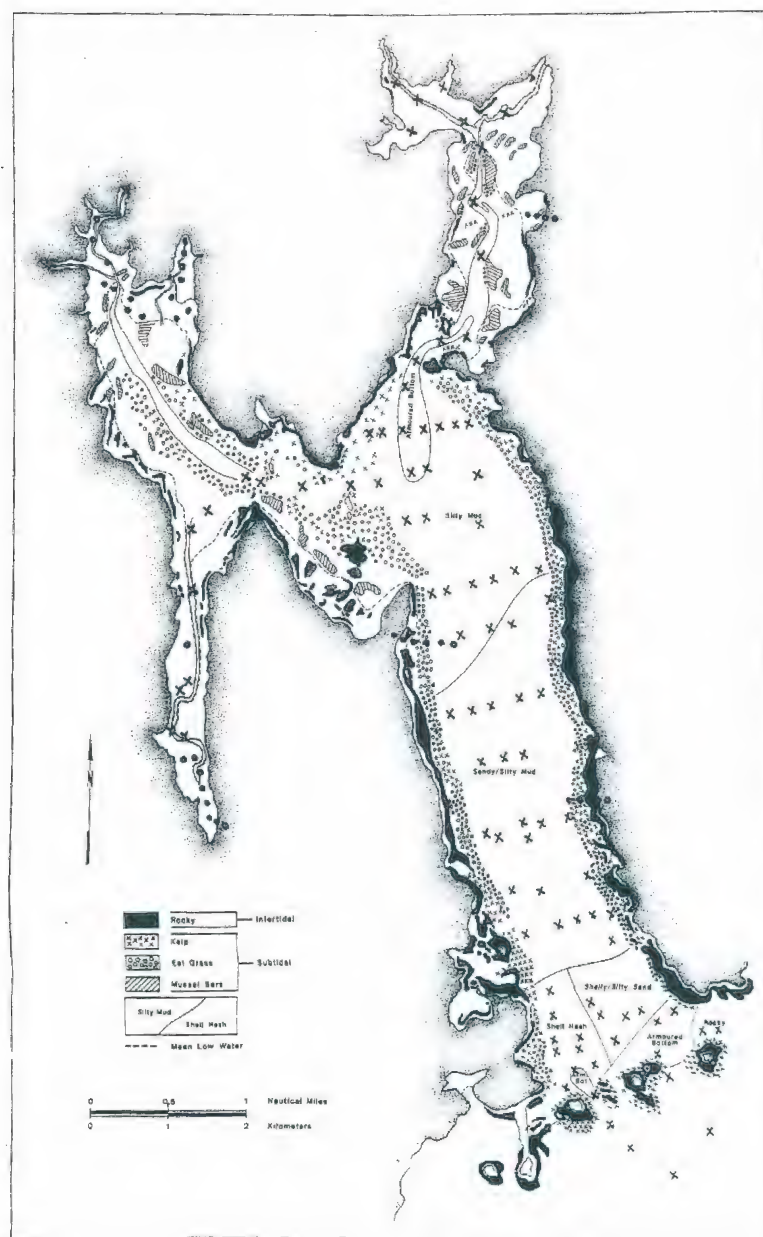 Armoured Bottom
Silty Mud
Sandy/Silty Mud
Shelly/Silty Sand
Shell Hash
Armoured
Bottom
Rocky
Rocky
Intertidal
Kelp
Eel Grass
Subtidal
Mussel Bars
Silty Mud
Shell Hash
Mean Low Water
0 0.5 1 Nautical Miles
0 1 2 Kilometers